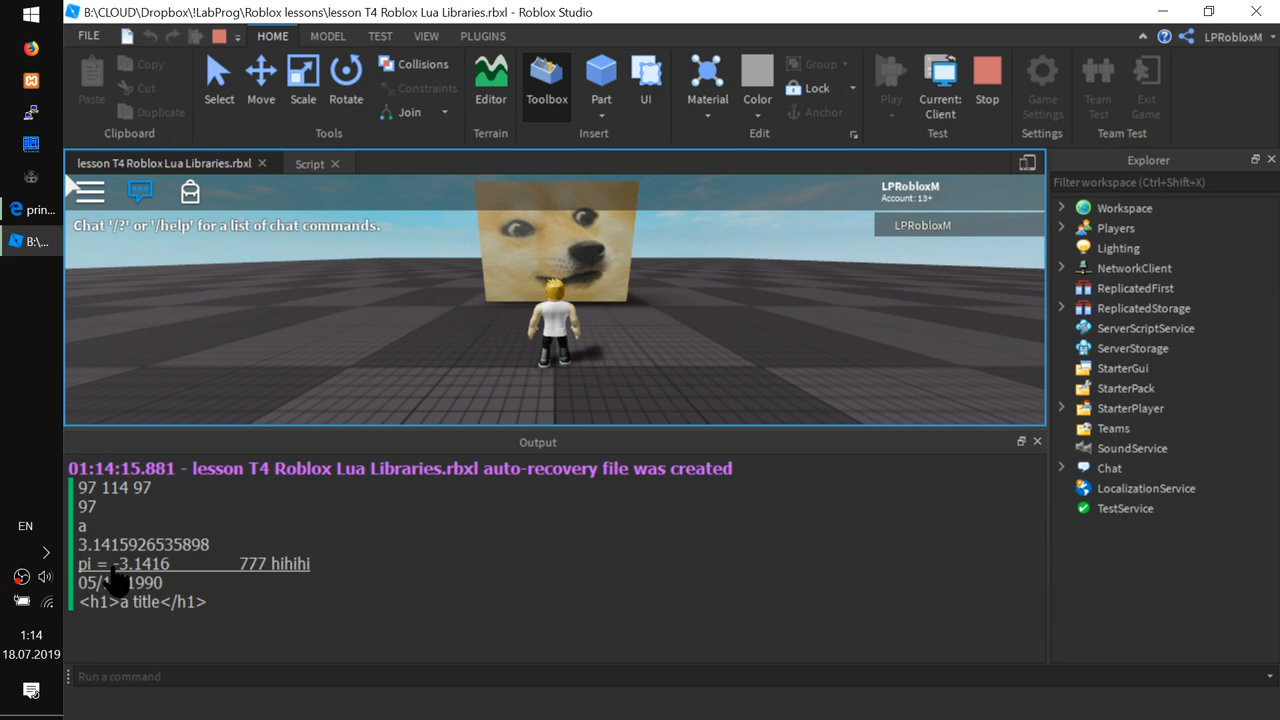 B:\CLOUD\Dropbox\!LabProg\Roblox lessons\lesson T4 Roblox Lua Libraries.rbxl - Roblox Studio
FILE HOME MODEL TEST VIEW PLUGINS LPRobloxM
Copy Collisions Group
Cut Constraints Lock
Duplicate Join Anchor
Paste Select Move Scale Rotate Editor Toolbox Part UI Material Color Play Current: Client Stop Game Settings Team Test Exit Game
Clipboard Tools Terrain Insert Edit Test Settings Team Test
lesson T4 Roblox Lua Libraries.rbxl Script
Explorer
Filter workspace (Ctrl+Shift+X)
LPRobloxM
Account: 13+
Chat '/?' or '/help' for a list of chat commands.
LPRobloxM
Workspace
Players
Lighting
NetworkClient
ReplicatedFirst
ReplicatedStorage
ServerScriptService
ServerStorage
StarterGui
StarterPack
StarterPlayer
Teams
SoundService
Chat
LocalizationService
TestService
Output
01:14:15.881 - lesson T4 Roblox Lua Libraries.rbxl auto-recovery file was created
97 114 97
97
a
3.1415926535898
pi = -3.1416 777 hihihi
05/ 1990
<h1>a title</h1>
Run a command
prin...
B:\...
EN
1:14
18.07.2019